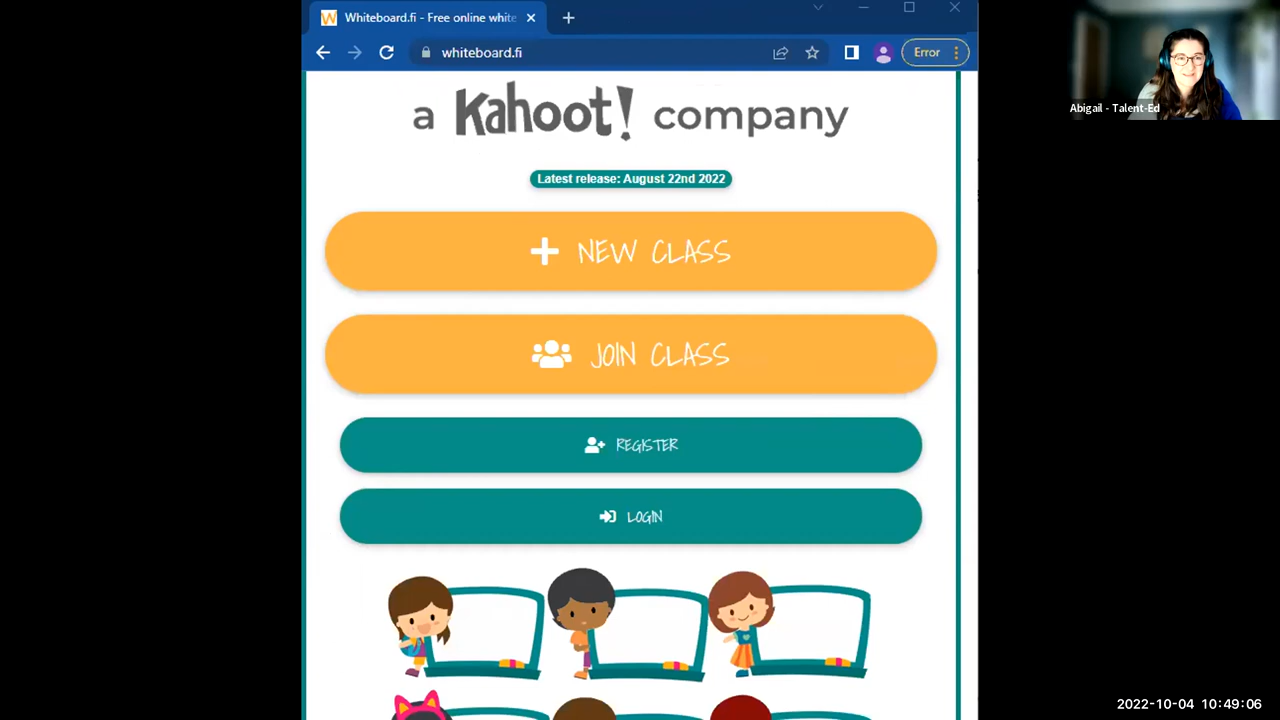 Whiteboard.fi - Free online white
whiteboard.fi
Error
Abigail - Talent-Ed
a Kahoot! company
Latest release: August 22nd 2022
NEW CLASS
JOIN CLASS
REGISTER
LOGIN
2022-10-04 10:49:06